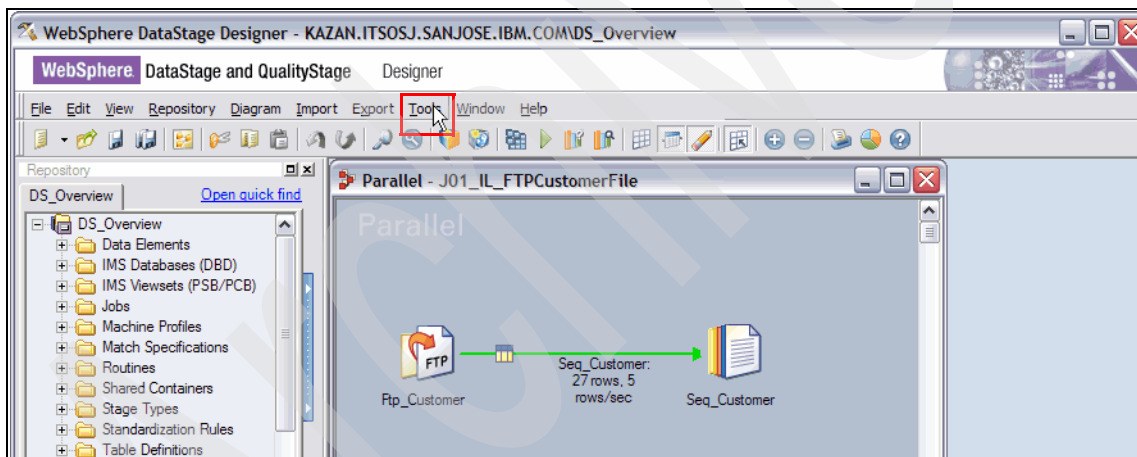 WebSphere DataStage Designer - KAZAN.ITSOSJ.SANJOSE.IBM.COM\DS_Overview
WebSphere. DataStage and QualityStage Designer
File Edit View Repository Diagram Import Export Tools Window Help
Repository
DS_Overview Open quick find
DS_Overview
Data Elements
IMS Databases (DBD)
IMS Viewsets (PSB/PCB)
Jobs
Machine Profiles
Match Specifications
Routines
Shared Containers
Stage Types
Standardization Rules
Table Definitions
Parallel - J01_IL_FTPCustomerFile
Parallel
FTP
Ftp_Customer
Seq_Customer:
27 rows, 5
rows/sec
Seq_Customer